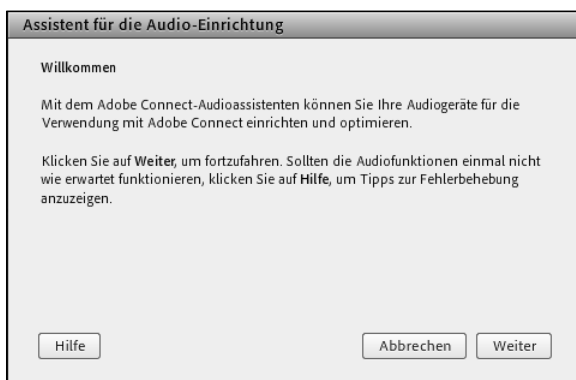 Assistent für die Audio-Einrichtung
Willkommen
Mit dem Adobe Connect-Audioassistenten können Sie Ihre Audiogeräte für die
Verwendung mit Adobe Connect einrichten und optimieren.
Klicken Sie auf Weiter, um fortzufahren. Sollten die Audiofunktionen einmal nicht
wie erwartet funktionieren, klicken Sie auf Hilfe, um Tipps zur Fehlerbehebung
anzuzeigen.
Hilfe Abbrechen Weiter